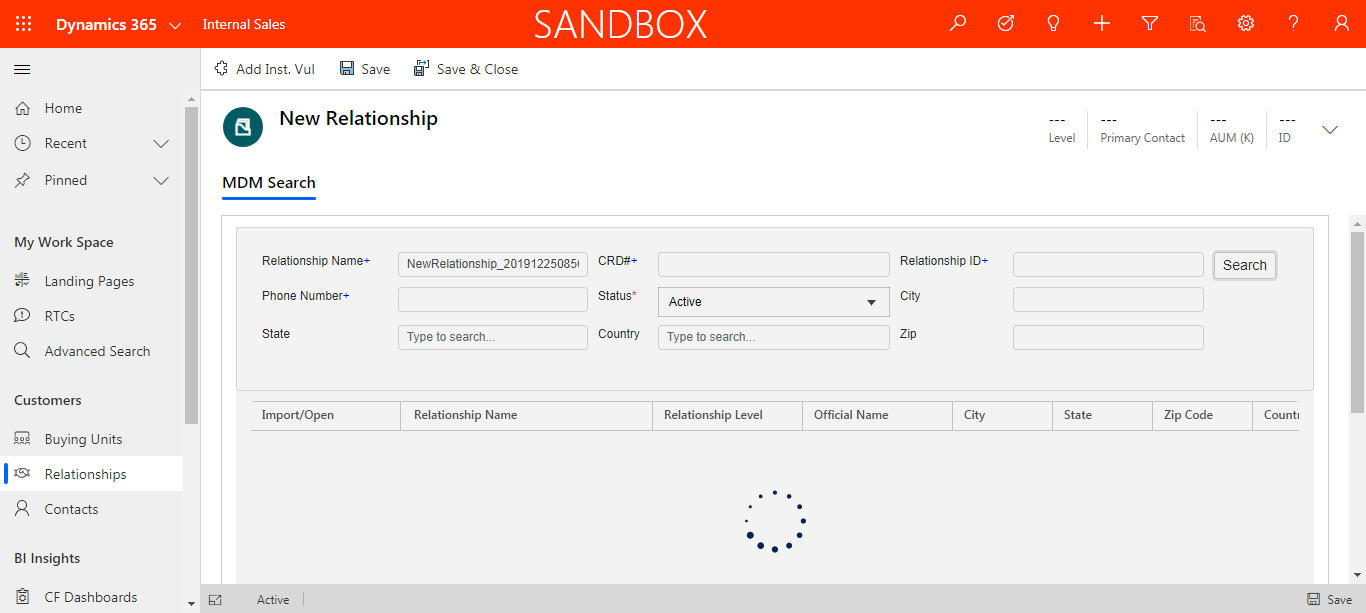 Dynamics 365 Internal Sales SANDBOX
Add Inst. Vul Save Save & Close
Home
Recent
Pinned
My Work Space
Landing Pages
RTCs
Advanced Search
Customers
Buying Units
Relationships
Contacts
BI Insights
CF Dashboards
New Relationship
--- --- --- ---
Level Primary Contact AUM (K) ID
MDM Search
Relationship Name+ NewRelationship_201912250850 CRD#+ Relationship ID+ Search
Phone Number+ Status* Active City
State Type to search... Country Type to search... Zip
Import/Open Relationship Name Relationship Level Official Name City State Zip Code Countr
Active Save